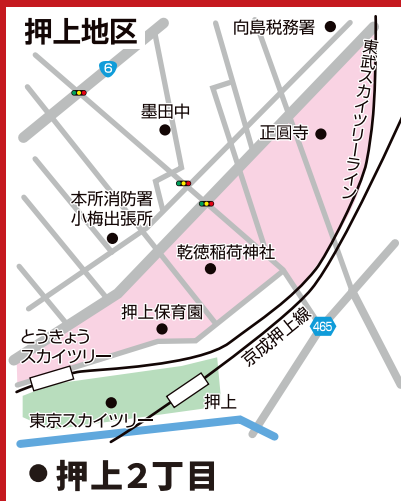 押上地区
向島税務署
6
東武スカイツリーライン
墨田中
正圓寺
本所消防署
小梅出張所
乾徳稲荷神社
押上保育園
465
京成押上線
とうきょう
スカイツリー
押上
東京スカイツリー
●押上2丁目